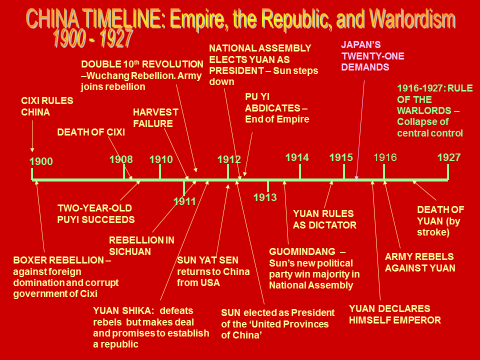 CHINA TIMELINE: Empire, the Republic, and Warlordism
1900 - 1927
DOUBLE 10th REVOLUTION
–Wuchang Rebellion. Army
joins rebellion
NATIONAL ASSEMBLY
ELECTS YUAN AS
PRESIDENT – Sun steps
down
JAPAN'S
TWENTY-ONE
DEMANDS
1916-1927: RULE
OF THE
WARLORDS –
Collapse of
central control
CIXI RULES
CHINA
DEATH OF CIXI
HARVEST
FAILURE
PU YI
ABDICATES –
End of Empire
1900
1908
1910
1911
1912
1913
1914
1915
1916
1927
TWO-YEAR-OLD
PUYI SUCCEEDS
REBELLION IN
SICHUAN
BOXER REBELLION –
against foreign
domination and corrupt
government of Cixi
SUN YAT SEN
returns to China
from USA
YUAN SHIKA: defeats
rebels but makes deal
and promises to establish
a republic
SUN elected as President
of the 'United Provinces
of China'
GUOMINDANG –
Sun's new political
party win majority in
National Assembly
YUAN RULES
AS DICTATOR
YUAN DECLARES
HIMSELF EMPEROR
ARMY REBELS
AGAINST YUAN
DEATH OF
YUAN (by
stroke)